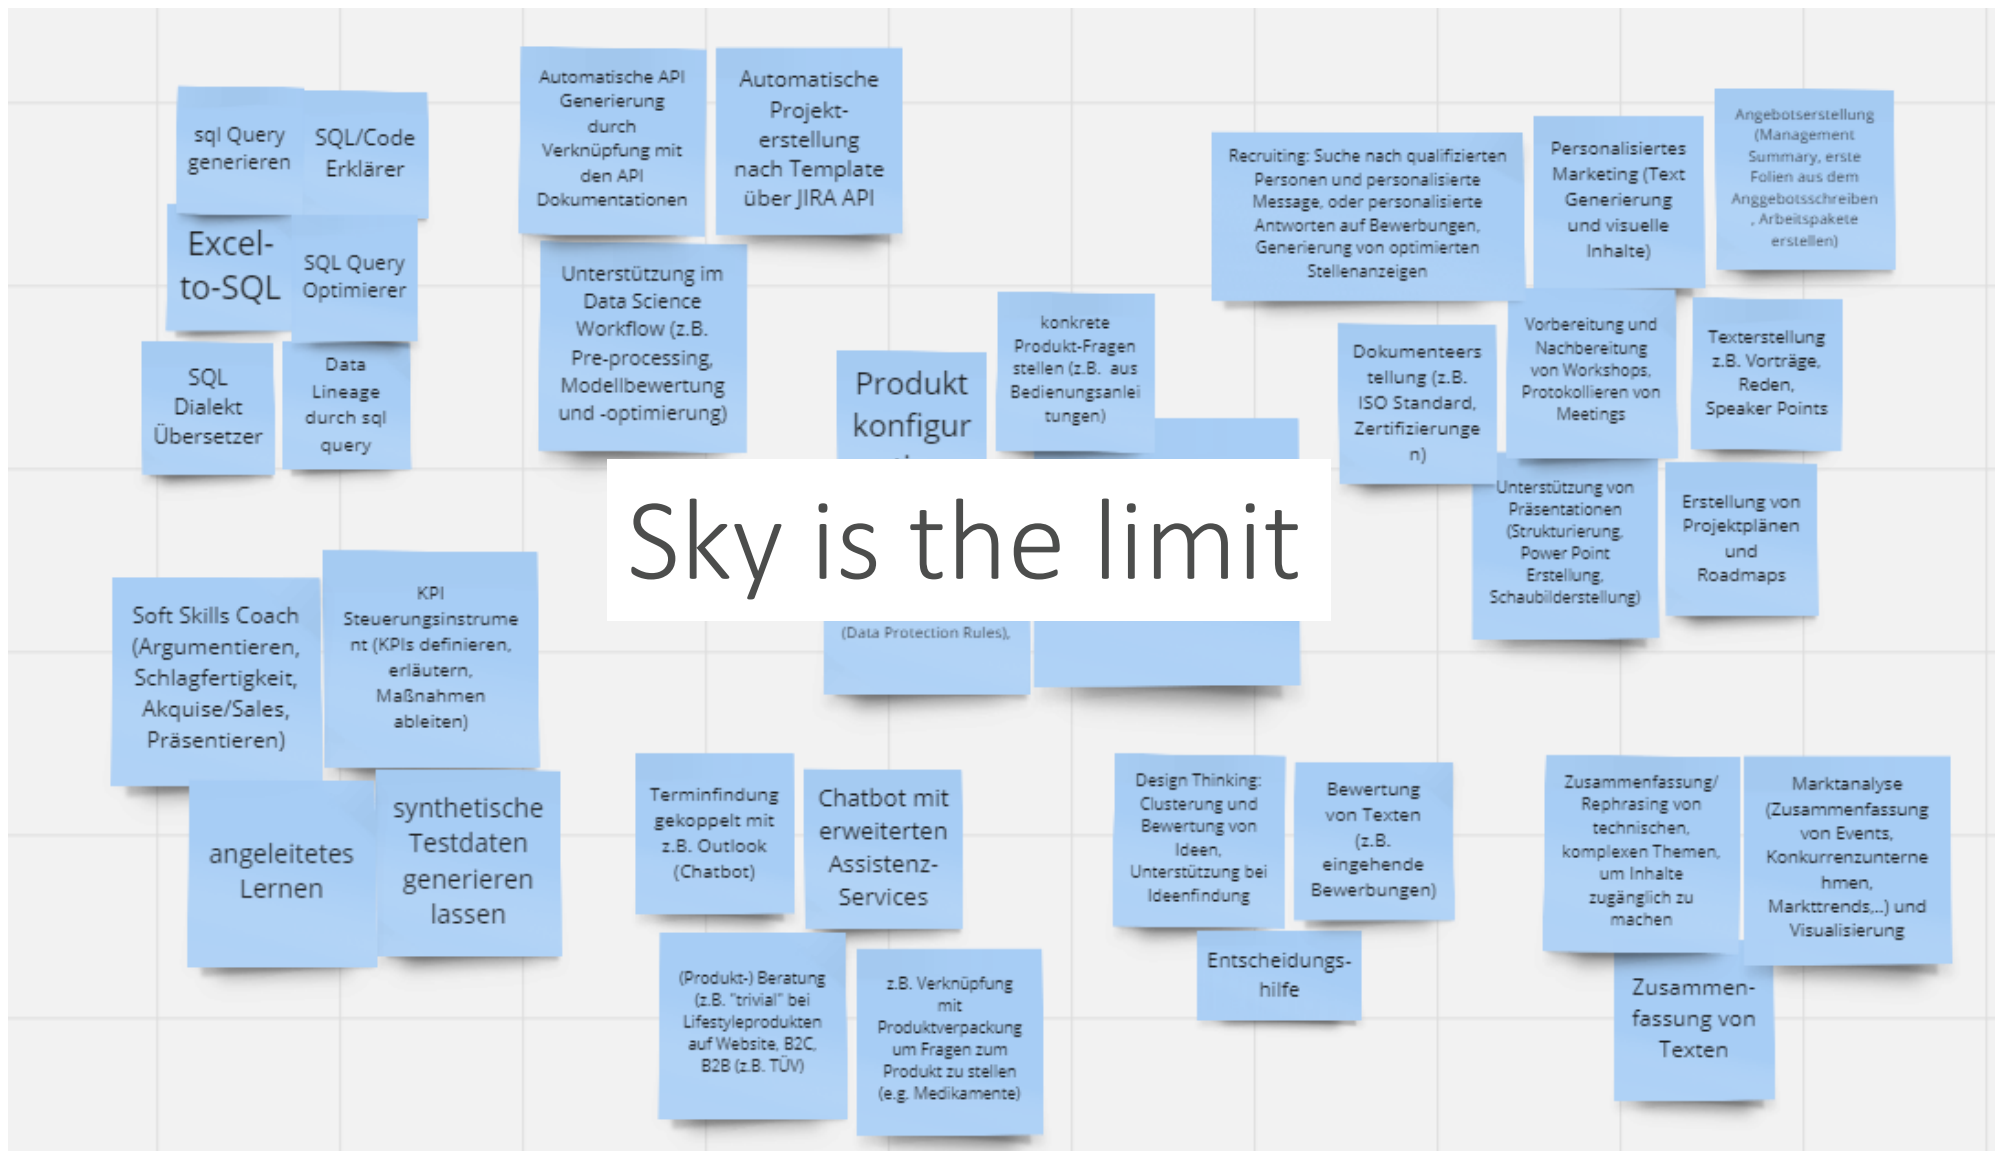 sql Query
generieren
SQL/Code
Erklärer
Excel-
to-SQL
SQL Query
Optimierer
SQL
Dialekt
Übersetzer
Data
Lineage
durch sql
query
Automatische API
Generierung
durch
Verknüpfung mit
den API
Dokumentationen
Automatische
Projekt-
erstellung
nach Template
über JIRA API
Unterstützung im
Data Science
Workflow (z.B.
Pre-processing,
Modellbewertung
und -optimierung)
Produkt
konfigur
konkrete
Produkt-Fragen
stellen (z.B. aus
Bedienungsanlei
tungen)
Recruiting: Suche nach qualifizierten
Personen und personalisierte
Message, oder personalisierte
Antworten auf Bewerbungen,
Generierung von optimierten
Stellenanzeigen
Personalisiertes
Marketing (Text
Generierung
und visuelle
Inhalte)
Angebotserstellung
(Management
Summary, erste
Folien aus dem
Anggebotsschreiben
, Arbeitspakete
erstellen)
Dokumenteers
tellung (z.B.
ISO Standard,
Zertifizierunge
n)
Vorbereitung und
Nachbereitung
von Workshops,
Protokollieren von
Meetings
Texterstellung
z.B. Vorträge,
Reden,
Speaker Points
Unterstützung von
Präsentationen
(Strukturierung,
Power Point
Erstellung,
Schaubilderstellung)
Erstellung von
Projektplänen
und
Roadmaps
Sky is the limit
(Data Protection Rules),
Soft Skills Coach
(Argumentieren,
Schlagfertigkeit,
Akquise/Sales,
Präsentieren)
KPI
Steuerungsinstrume
nt (KPIs definieren,
erläutern,
Maßnahmen
ableiten)
angeleitetes
Lernen
synthetische
Testdaten
generieren
lassen
Terminfindung
gekoppelt mit
z.B. Outlook
(Chatbot)
Chatbot mit
erweiterten
Assistenz-
Services
(Produkt-) Beratung
(z.B. "trivial" bei
Lifestyleprodukten
auf Website, B2C,
B2B (z.B. TÜV)
z.B. Verknüpfung
mit
Produktverpackung
um Fragen zum
Produkt zu stellen
(e.g. Medikamente)
Design Thinking:
Clusterung und
Bewertung von
Ideen,
Unterstützung bei
Ideenfindung
Bewertung
von Texten
(z.B.
eingehende
Bewerbungen)
Entscheidungs-
hilfe
Zusammenfassung/
Rephrasing von
technischen,
komplexen Themen,
um Inhalte
zugänglich zu
machen
Marktanalyse
(Zusammenfassung
von Events,
Konkurrenzunterne
hmen,
Markttrends,..) und
Visualisierung
Zusammen-
fassung von
Texten